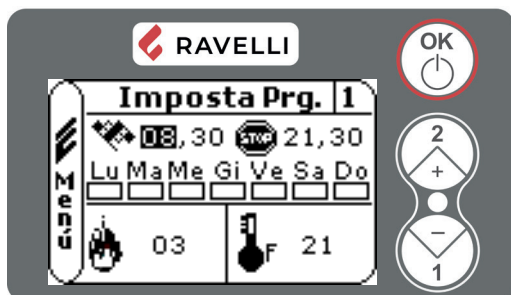 RAVELLI
OK
Imposta Prg. 1
08,30 STOP 21,30
Lu Ma Me Gi Ve Sa Do
Menú
03
F 21
2
+
−
1